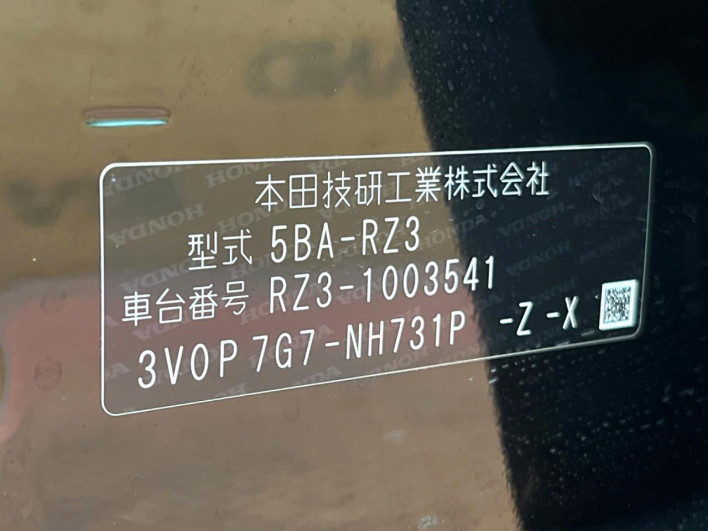 本田技研工業株式会社
型式 5BA-RZ3
車台番号 RZ3-1003541
3V0P 7G7-NH731P -Z -X